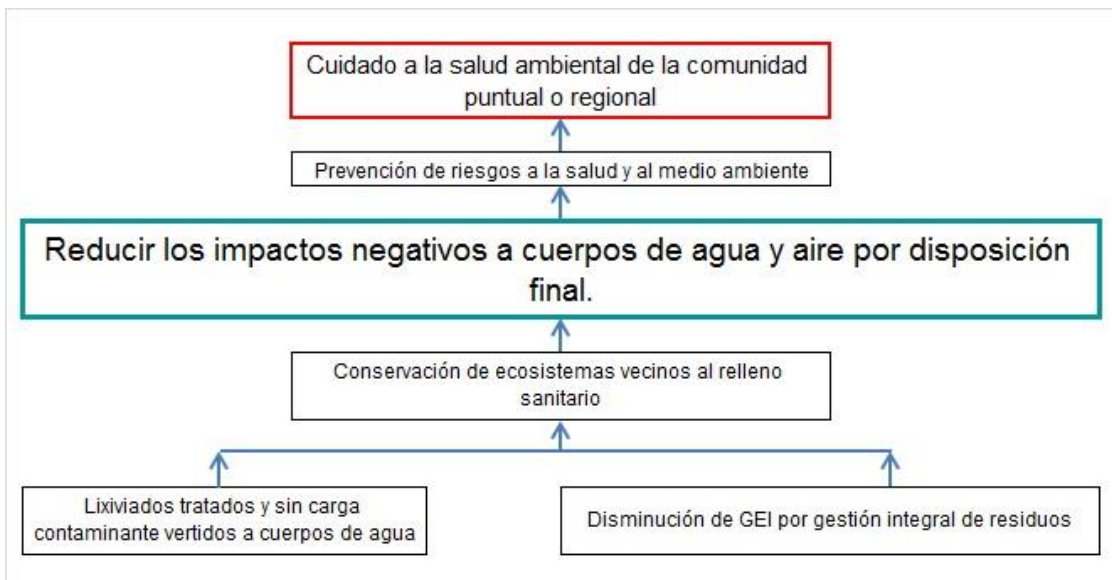 Cuidado a la salud ambiental de la comunidad
puntual o regional
Prevención de riesgos a la salud y al medio ambiente
Reducir los impactos negativos a cuerpos de agua y aire por disposición
final.
Conservación de ecosistemas vecinos al relleno
sanitario
Lixiviados tratados y sin carga
contaminante vertidos a cuerpos de agua
Disminución de GEI por gestión integral de residuos